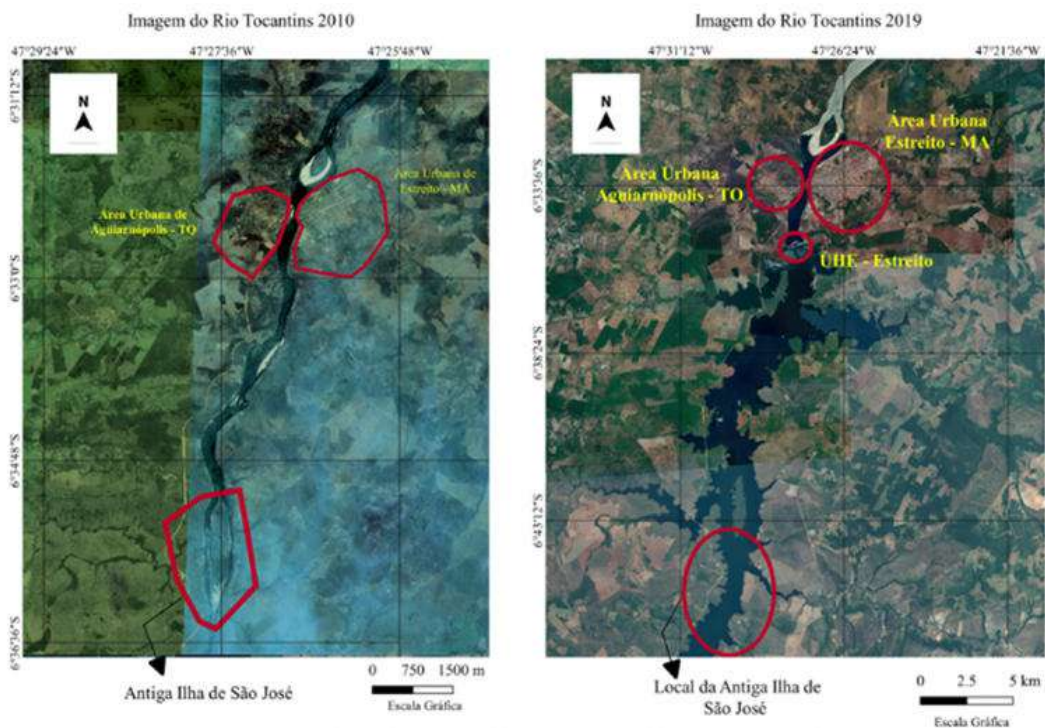 Imagem do Rio Tocantins 2010
47°29'24"W 47°27'36"W 47°25'48"W
6°31'12"S
6°33'0"S
6°34'48"S
6°36'36"S
N
Área Urbana de
Aguiarnópolis - TO
Área Urbana de
Estreito - MA
Antiga Ilha de São José
0 750 1500 m
Escala Gráfica
Imagem do Rio Tocantins 2019
47°31'12"W 47°26'24"W 47°21'36"W
6°33'36"S
6°38'24"S
6°43'12"S
N
Área Urbana
Estreito - MA
Área Urbana
Aguiarnópolis - TO
UHE - Estreito
Local da Antiga Ilha de
São José
0 2.5 5 km
Escala Gráfica